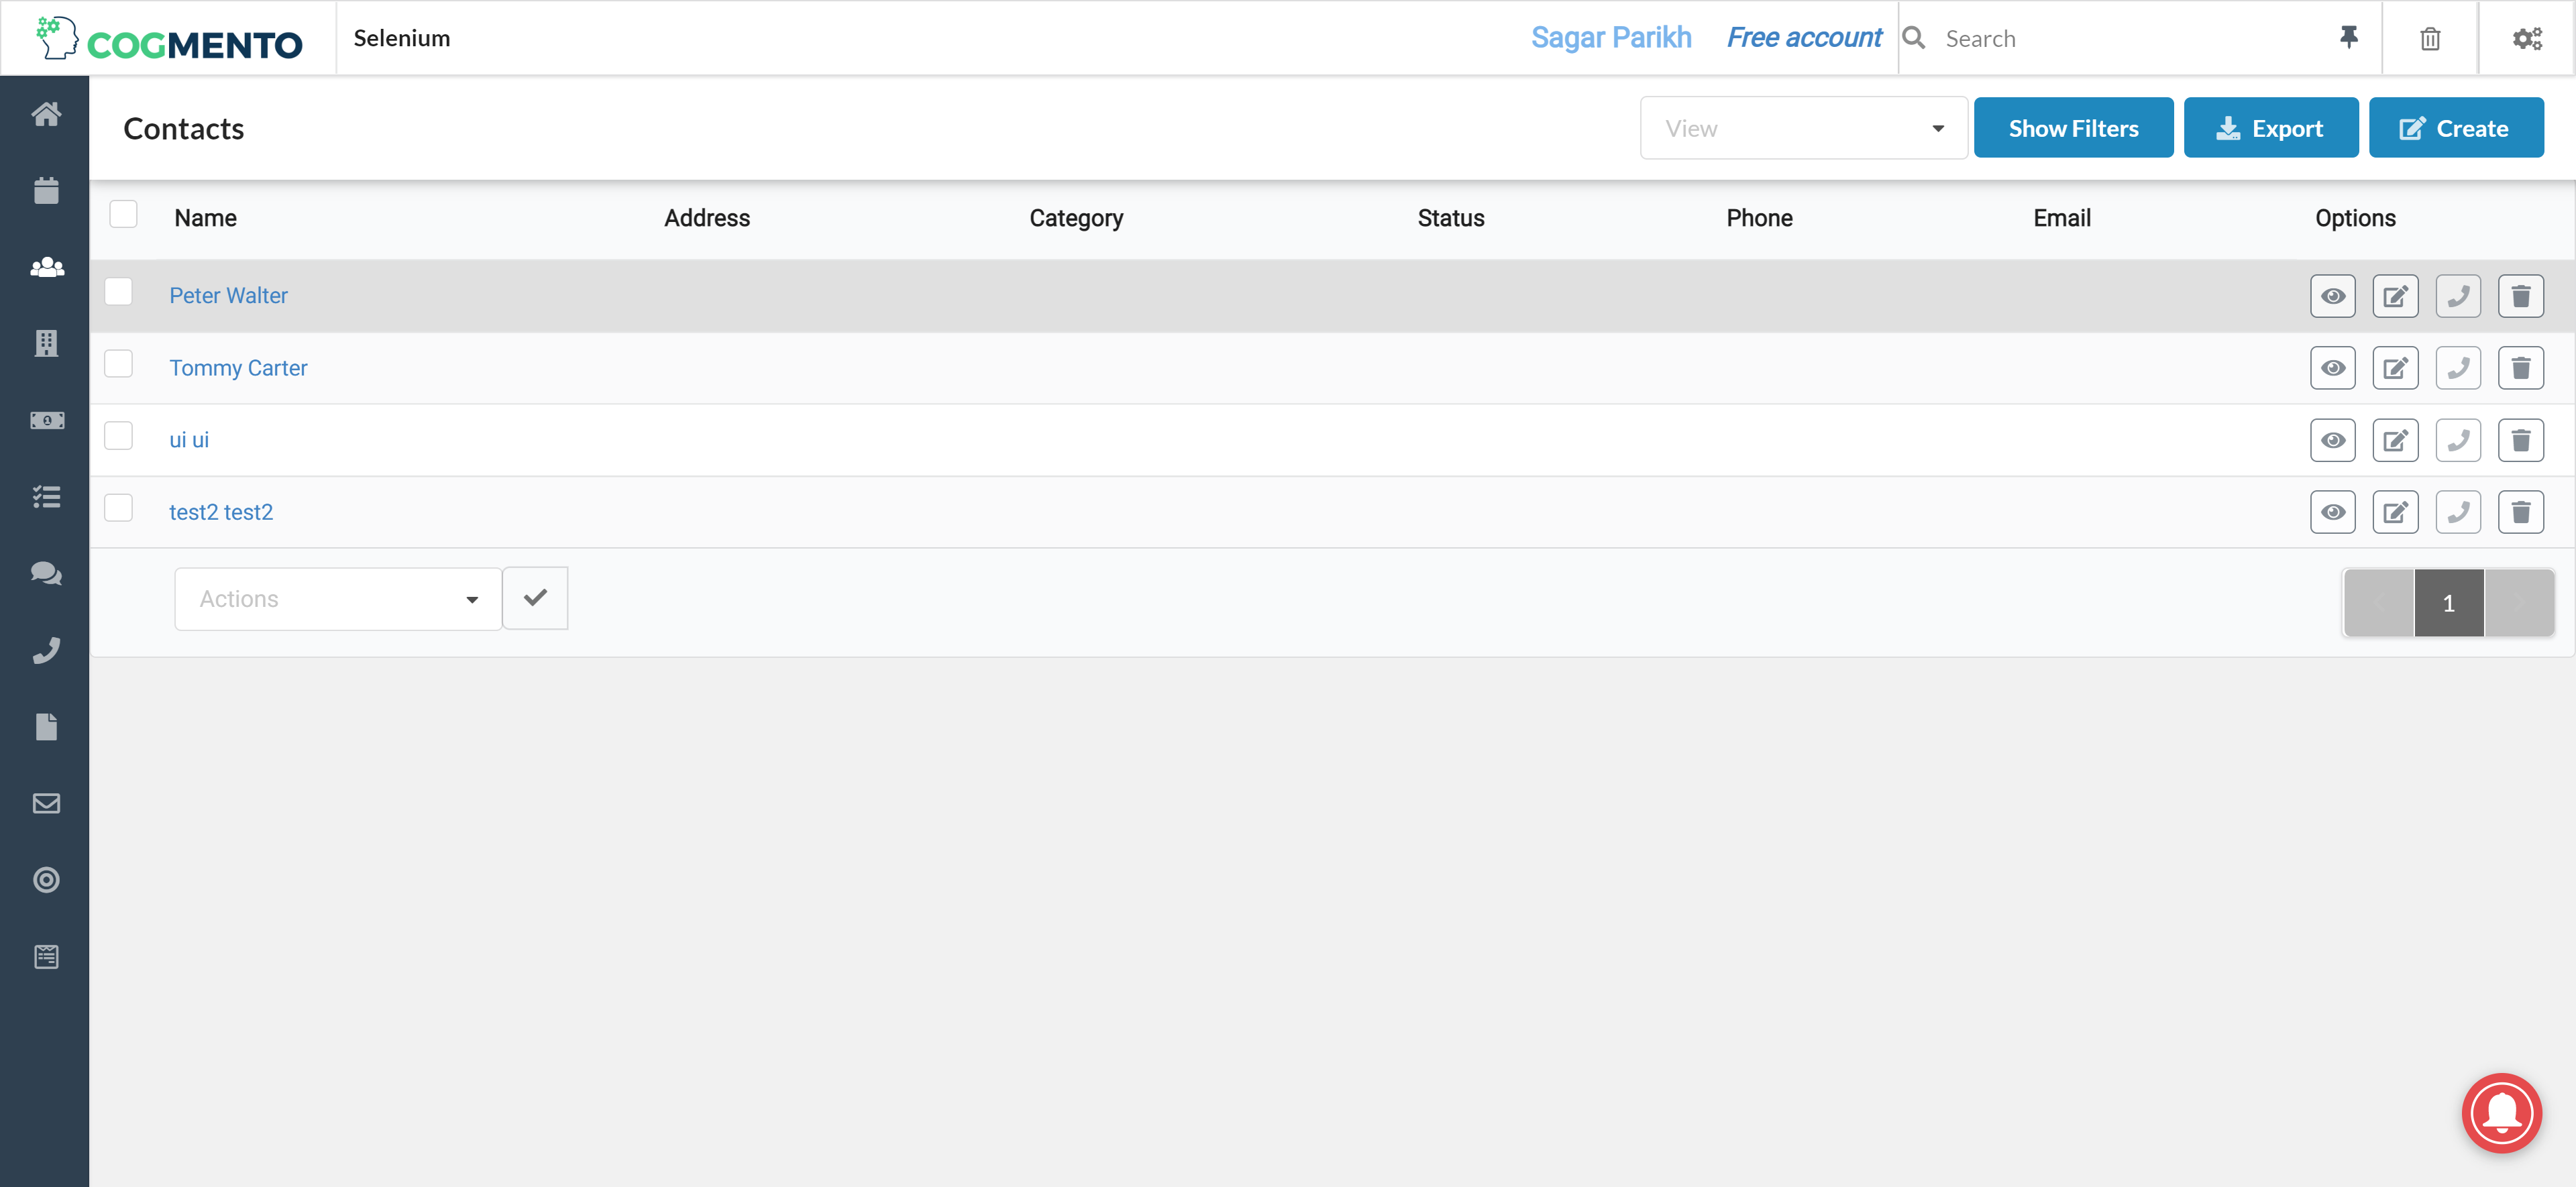 COGMENTO Selenium Sagar Parikh Free account Search
Contacts View Show Filters Export Create
Name Address Category Status Phone Email Options
Peter Walter
Tommy Carter
ui ui
test2 test2
Actions 1